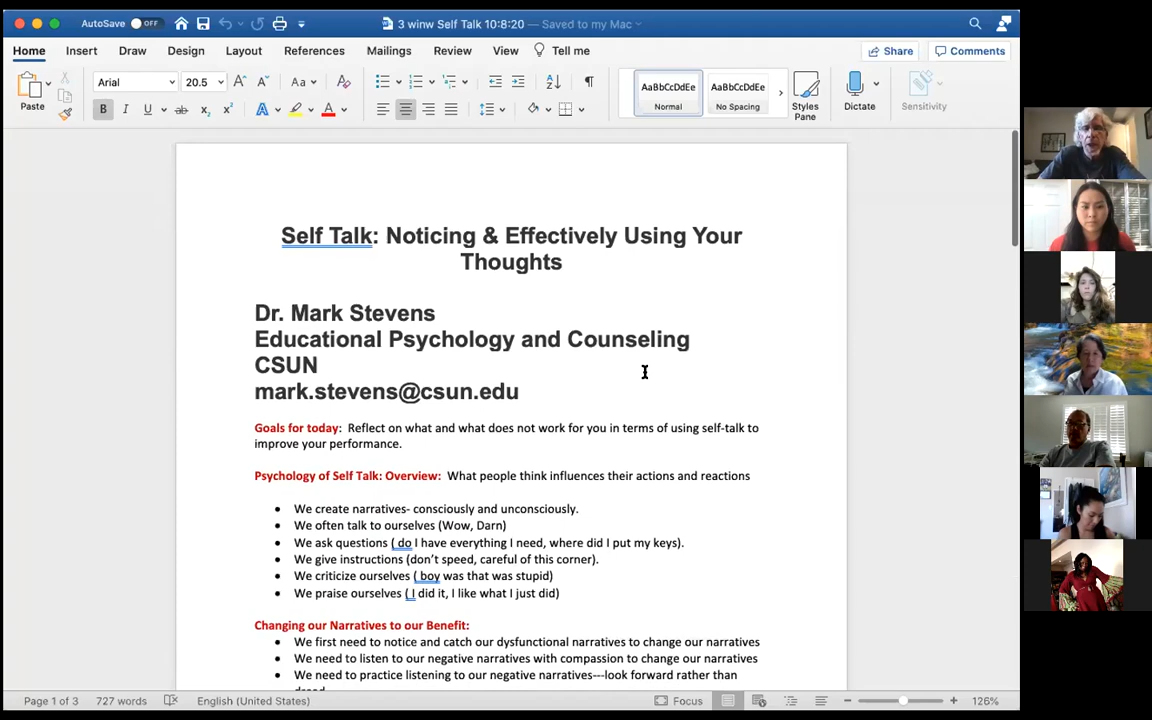 AutoSave OFF 3 winw Self Talk 10:8:20 — Saved to my Mac
Home Insert Draw Design Layout References Mailings Review View Tell me Share Comments
Paste Arial 20.5 A A Aa A AaBbCcDdEe AaBbCcDdEe Styles Pane Dictate Sensitivity
B I U ab x₂ x² A A Normal No Spacing
Self Talk: Noticing & Effectively Using Your
Thoughts
Dr. Mark Stevens
Educational Psychology and Counseling
CSUN
mark.stevens@csun.edu
Goals for today: Reflect on what and what does not work for you in terms of using self-talk to
improve your performance.
Psychology of Self Talk: Overview: What people think influences their actions and reactions
• We create narratives- consciously and unconsciously.
• We often talk to ourselves (Wow, Darn)
• We ask questions ( do I have everything I need, where did I put my keys).
• We give instructions (don't speed, careful of this corner).
• We criticize ourselves ( boy was that was stupid)
• We praise ourselves ( I did it, I like what I just did)
Changing our Narratives to our Benefit:
• We first need to notice and catch our dysfunctional narratives to change our narratives
• We need to listen to our negative narratives with compassion to change our narratives
• We need to practice listening to our negative narratives---look forward rather than
dread
Page 1 of 3 727 words English (United States) Focus 126%